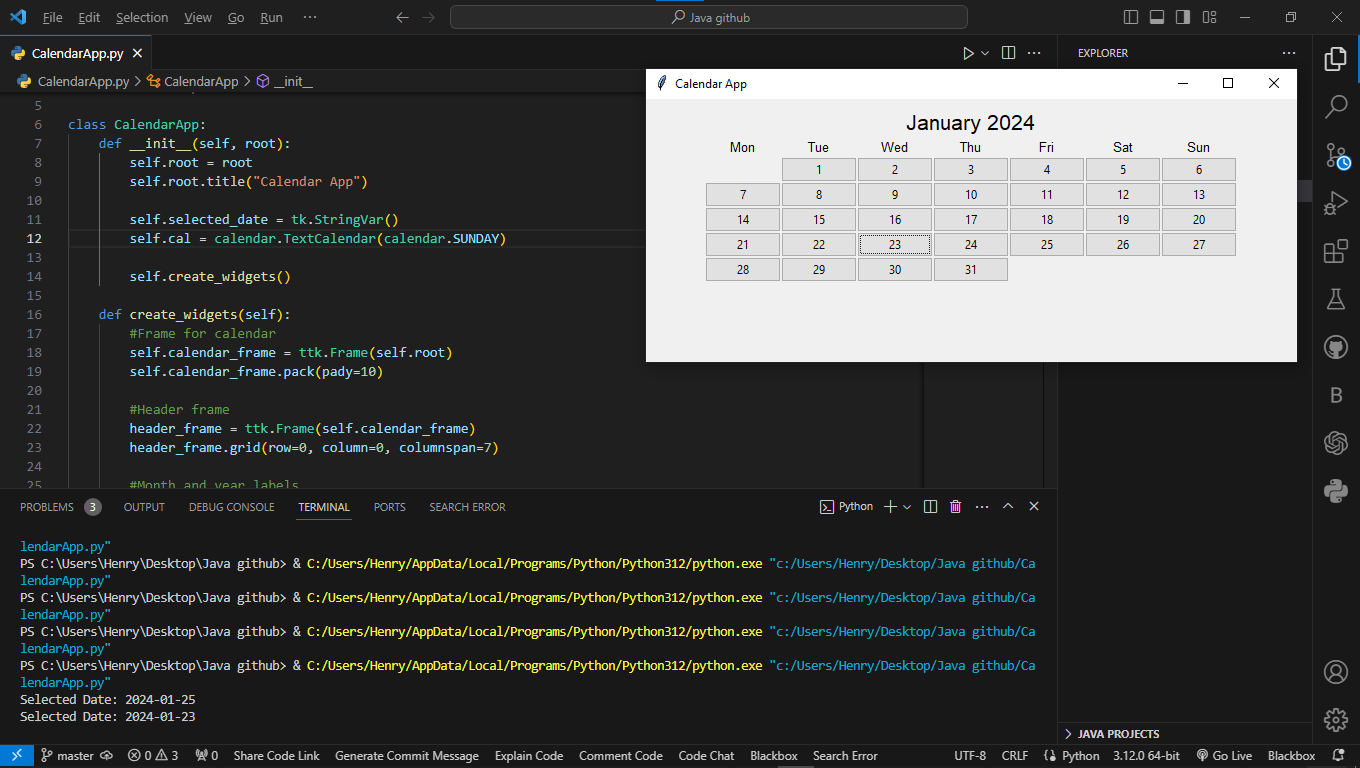 File Edit Selection View Go Run ··· Java github
CalendarApp.py
CalendarApp.py > CalendarApp > __init__
5
6 class CalendarApp:
7 def __init__(self, root):
8 self.root = root
9 self.root.title("Calendar App")
10
11 self.selected_date = tk.StringVar()
12 self.cal = calendar.TextCalendar(calendar.SUNDAY)
13
14 self.create_widgets()
15
16 def create_widgets(self):
17 #Frame for calendar
18 self.calendar_frame = ttk.Frame(self.root)
19 self.calendar_frame.pack(pady=10)
20
21 #Header frame
22 header_frame = ttk.Frame(self.calendar_frame)
23 header_frame.grid(row=0, column=0, columnspan=7)
24
25 #Month and year labels
EXPLORER
Calendar App
January 2024
Mon Tue Wed Thu Fri Sat Sun
1 2 3 4 5 6
7 8 9 10 11 12 13
14 15 16 17 18 19 20
21 22 23 24 25 26 27
28 29 30 31
PROBLEMS 3 OUTPUT DEBUG CONSOLE TERMINAL PORTS SEARCH ERROR Python
lendarApp.py"
PS C:\Users\Henry\Desktop\Java github> & C:/Users/Henry/AppData/Local/Programs/Python/Python312/python.exe "c:/Users/Henry/Desktop/Java github/Ca
lendarApp.py"
PS C:\Users\Henry\Desktop\Java github> & C:/Users/Henry/AppData/Local/Programs/Python/Python312/python.exe "c:/Users/Henry/Desktop/Java github/Ca
lendarApp.py"
PS C:\Users\Henry\Desktop\Java github> & C:/Users/Henry/AppData/Local/Programs/Python/Python312/python.exe "c:/Users/Henry/Desktop/Java github/Ca
lendarApp.py"
PS C:\Users\Henry\Desktop\Java github> & C:/Users/Henry/AppData/Local/Programs/Python/Python312/python.exe "c:/Users/Henry/Desktop/Java github/Ca
lendarApp.py"
Selected Date: 2024-01-25
Selected Date: 2024-01-23
B
JAVA PROJECTS
master 0 3 0 Share Code Link Generate Commit Message Explain Code Comment Code Code Chat Blackbox Search Error UTF-8 CRLF Python 3.12.0 64-bit Go Live Blackbox